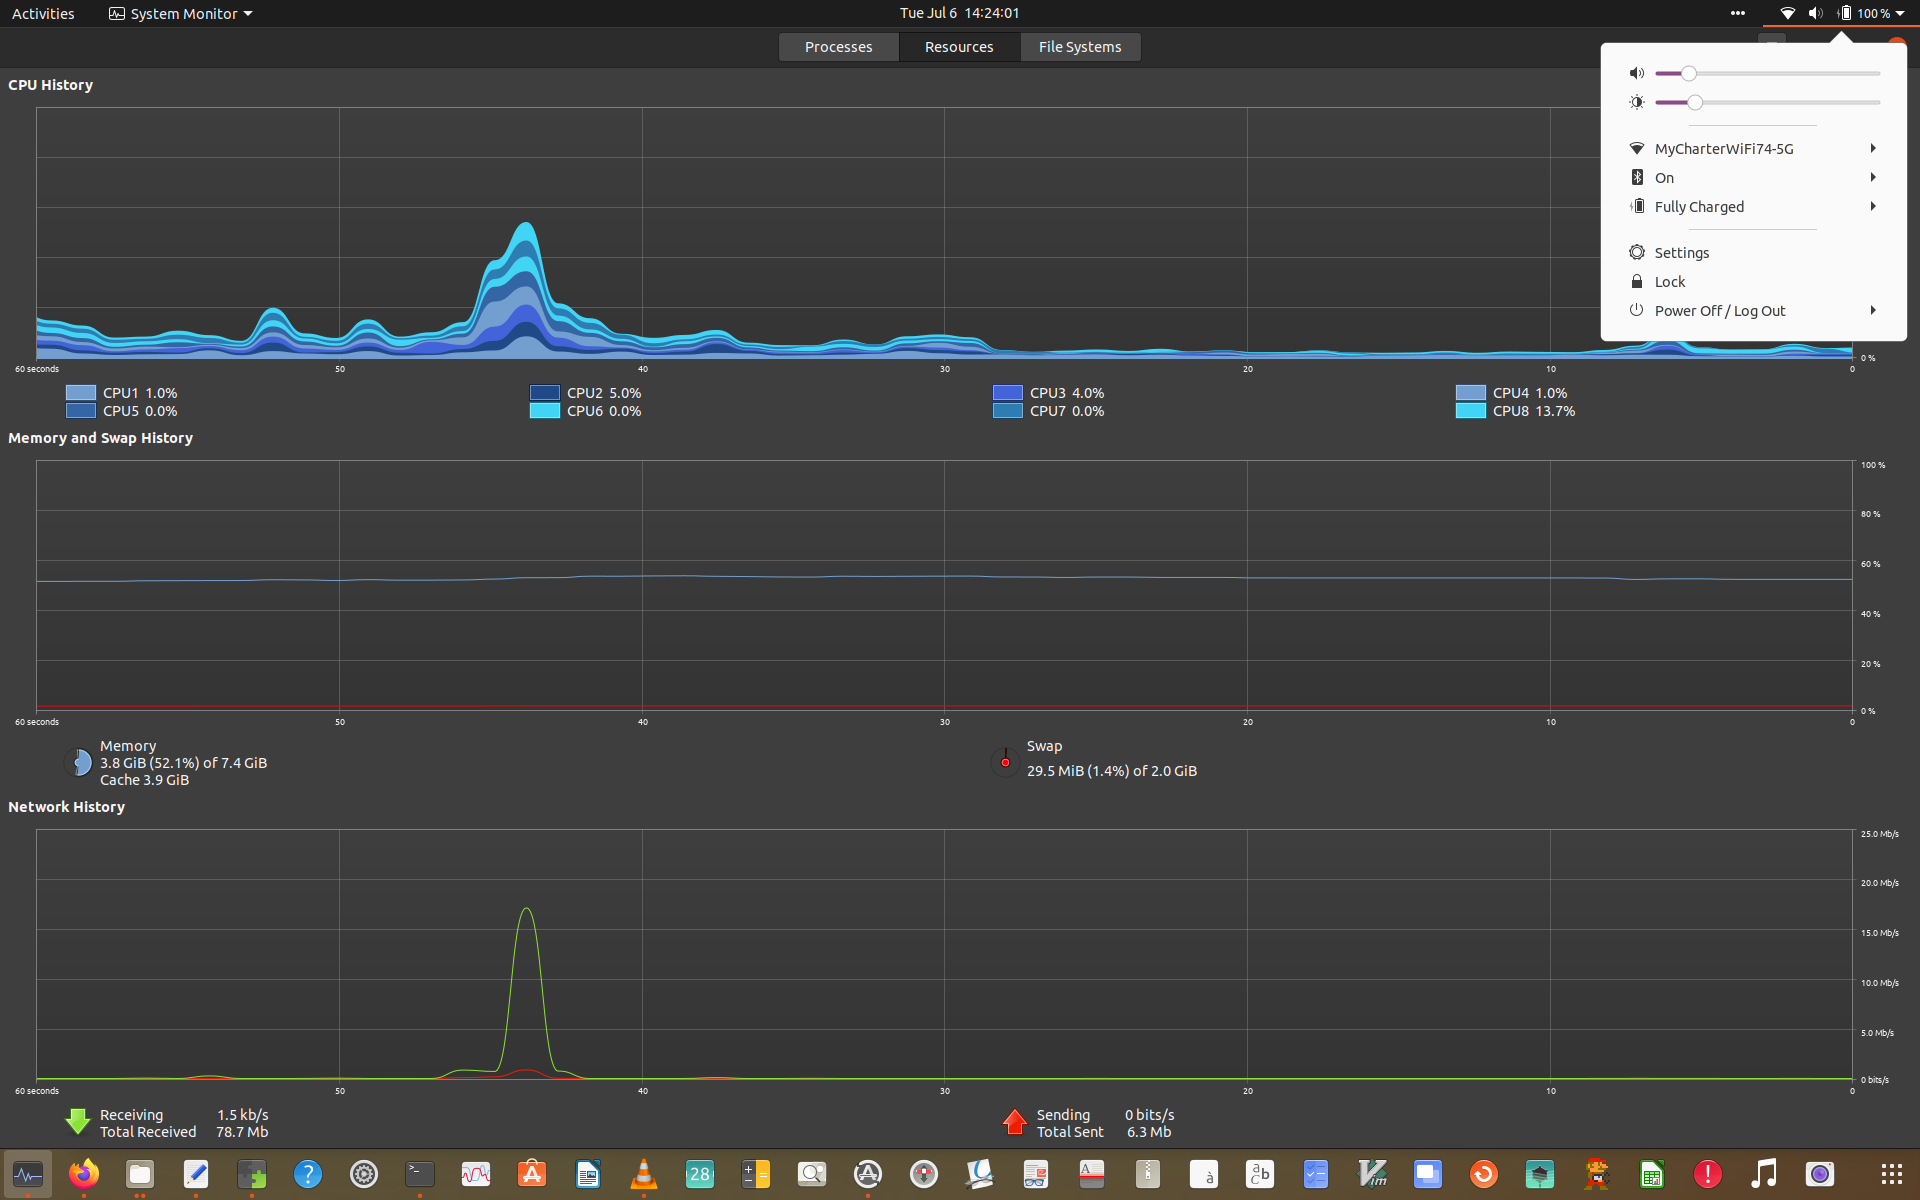 Activities
System Monitor
Tue Jul 6 14:24:01
100 %
Processes
Resources
File Systems
CPU History
MyCharterWiFi74-5G
On
Fully Charged
Settings
Lock
Power Off / Log Out
0 %
60 seconds 50 40 30 20 10 0
CPU1 1.0% CPU2 5.0% CPU3 4.0% CPU4 1.0%
CPU5 0.0% CPU6 0.0% CPU7 0.0% CPU8 13.7%
Memory and Swap History
100 %
80 %
60 %
40 %
20 %
0 %
60 seconds 50 40 30 20 10 0
Memory
3.8 GiB (52.1%) of 7.4 GiB
Cache 3.9 GiB
Swap
29.5 MiB (1.4%) of 2.0 GiB
Network History
25.0 Mb/s
20.0 Mb/s
15.0 Mb/s
10.0 Mb/s
5.0 Mb/s
0 bits/s
60 seconds 50 40 30 20 10 0
Receiving 1.5 kb/s
Total Received 78.7 Mb
Sending 0 bits/s
Total Sent 6.3 Mb
28
Vim